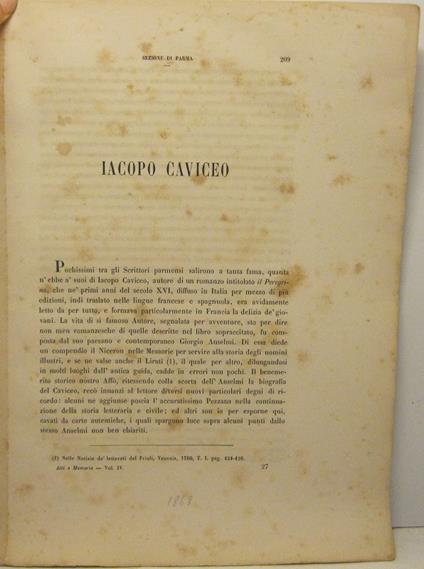 SEZIONE DI PARMA 209
IACOPO CAVICEO
Pochissimi tra gli Scrittori parmensi salirono a tanta fama, quanta
n' ebbe a' suoi dì Iacopo Caviceo, autore di un romanzo intitolato il Peregri-
no, che ne' primi anni del secolo XVI, diffuso in Italia per mezzo di più
edizioni, indi traslato nelle lingue francese e spagnuola, era avidamente
letto da per tutto, e formava particolarmente in Francia la delizia de' gio-
vani. La vita di sì famoso Autore, segnalata per avventure, sto per dire
non men romanzesche di quelle descritte nel libro sopraccitato, fu com-
posta dal suo paesano e contemporaneo Giorgio Anselmi. Di essa diede
un compendio il Niceron nelle Memorie per servire alla storia degli uomini
illustri, e se ne valse anche il Liruti (1), il quale per altro, dilungandosi
in molti luoghi dall' antica guida, cadde in errori non pochi. Il beneme-
rito storico nostro Affò, ritessendo colla scorta dell' Anselmi la biografia
del Caviceo, recò innanzi al lettore diversi nuovi particolari degni di ri-
cordo: alcuni ne aggiunse poscia l' accuratissimo Pezzana nella continua-
zione della storia letteraria e civile; ed altri son io per esporne qui,
cavati da carte autentiche, i quali spargono luce sopra alcuni punti dallo
stesso Anselmi non ben chiariti.
(1) Nelle Notizie de' letterati del Friuli, Venezia, 1760, T. I. pag.
Atti e Memorie — Vol. IV. 27
1868